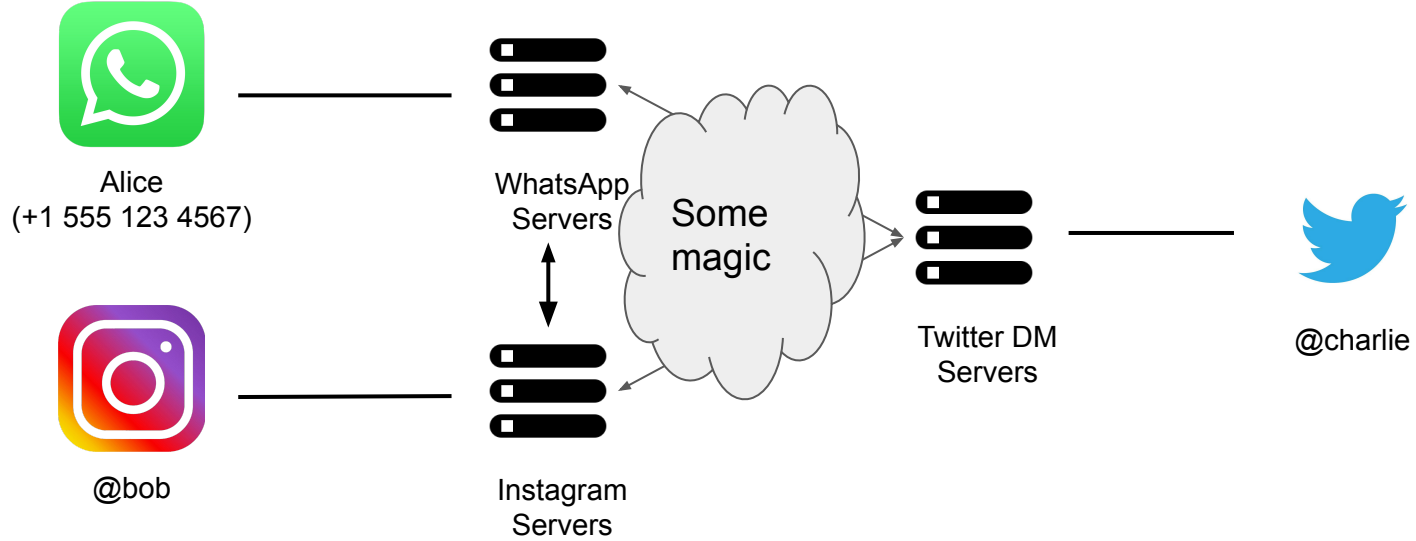 Alice
(+1 555 123 4567)
WhatsApp
Servers
Some
magic
Twitter DM
Servers
@charlie
@bob
Instagram
Servers